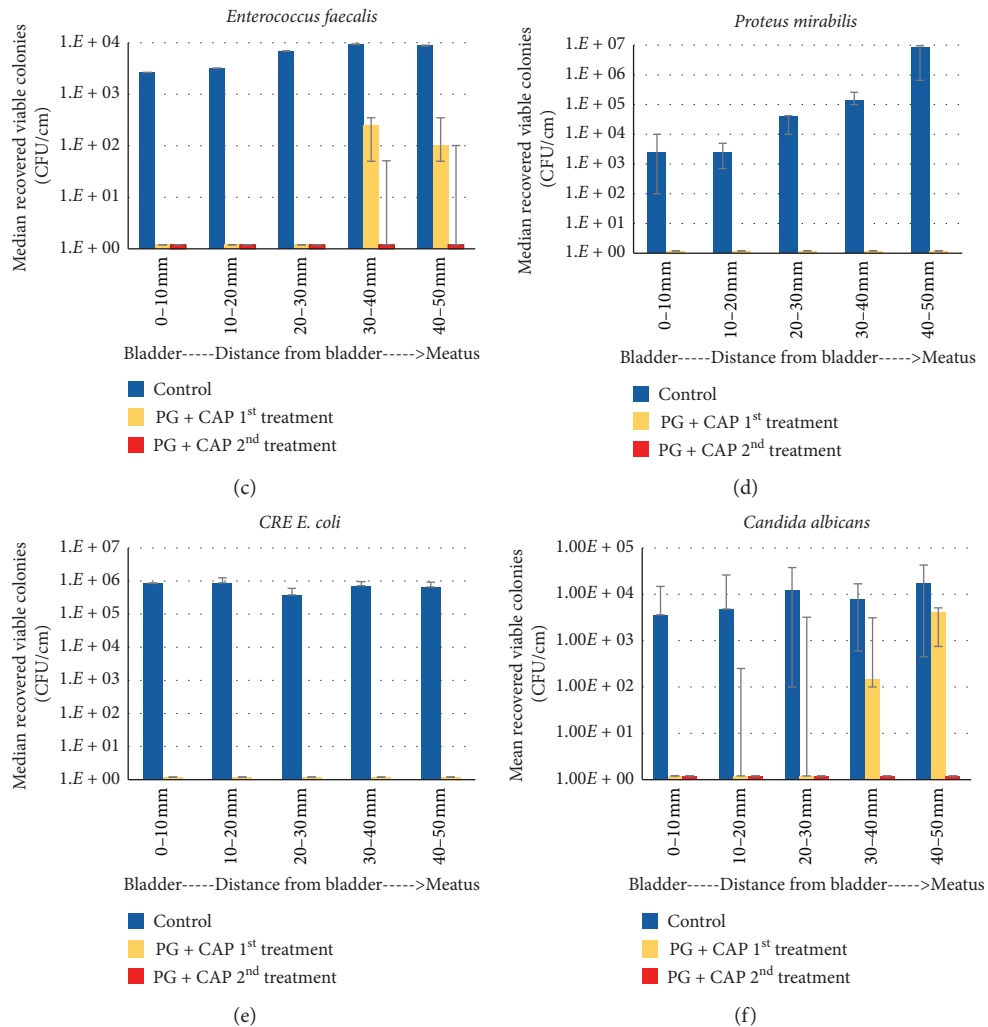 Enterococcus faecalis
Median recovered viable colonies
(CFU/cm)
1.E + 04
1.E + 03
1.E + 02
1.E + 01
1.E + 00
0–10 mm
10–20 mm
20–30 mm
30–40 mm
40–50 mm
Bladder-----Distance from bladder----->Meatus
Control
PG + CAP 1st treatment
PG + CAP 2nd treatment
(c)
Proteus mirabilis
Median recovered viable colonies
(CFU/cm)
1.E + 07
1.E + 06
1.E + 05
1.E + 04
1.E + 03
1.E + 02
1.E + 01
1.E + 00
0–10 mm
10–20 mm
20–30 mm
30–40 mm
40–50 mm
Bladder-----Distance from bladder----->Meatus
Control
PG + CAP 1st treatment
PG + CAP 2nd treatment
(d)
CRE E. coli
Median recovered viable colonies
(CFU/cm)
1.E + 07
1.E + 06
1.E + 05
1.E + 04
1.E + 03
1.E + 02
1.E + 01
1.E + 00
0–10 mm
10–20 mm
20–30 mm
30–40 mm
40–50 mm
Bladder-----Distance from bladder----->Meatus
Control
PG + CAP 1st treatment
PG + CAP 2nd treatment
(e)
Candida albicans
Mean recovered viable colonies
(CFU/cm)
1.00E + 05
1.00E + 04
1.00E + 03
1.00E + 02
1.00E + 01
1.00E + 00
0–10 mm
10–20 mm
20–30 mm
30–40 mm
40–50 mm
Bladder-----Distance from bladder----->Meatus
Control
PG + CAP 1st treatment
PG + CAP 2nd treatment
(f)